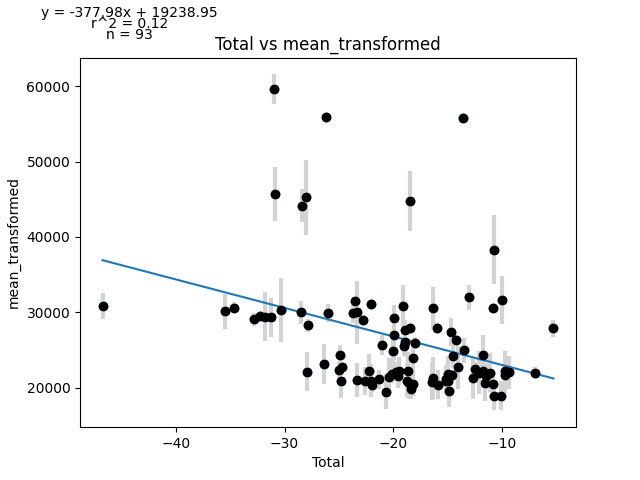 y = -377.98x + 19238.95
r^2 = 0.12
n = 93
Total vs mean_transformed
60000
50000
40000
30000
20000
mean_transformed
−40
−30
−20
−10
Total